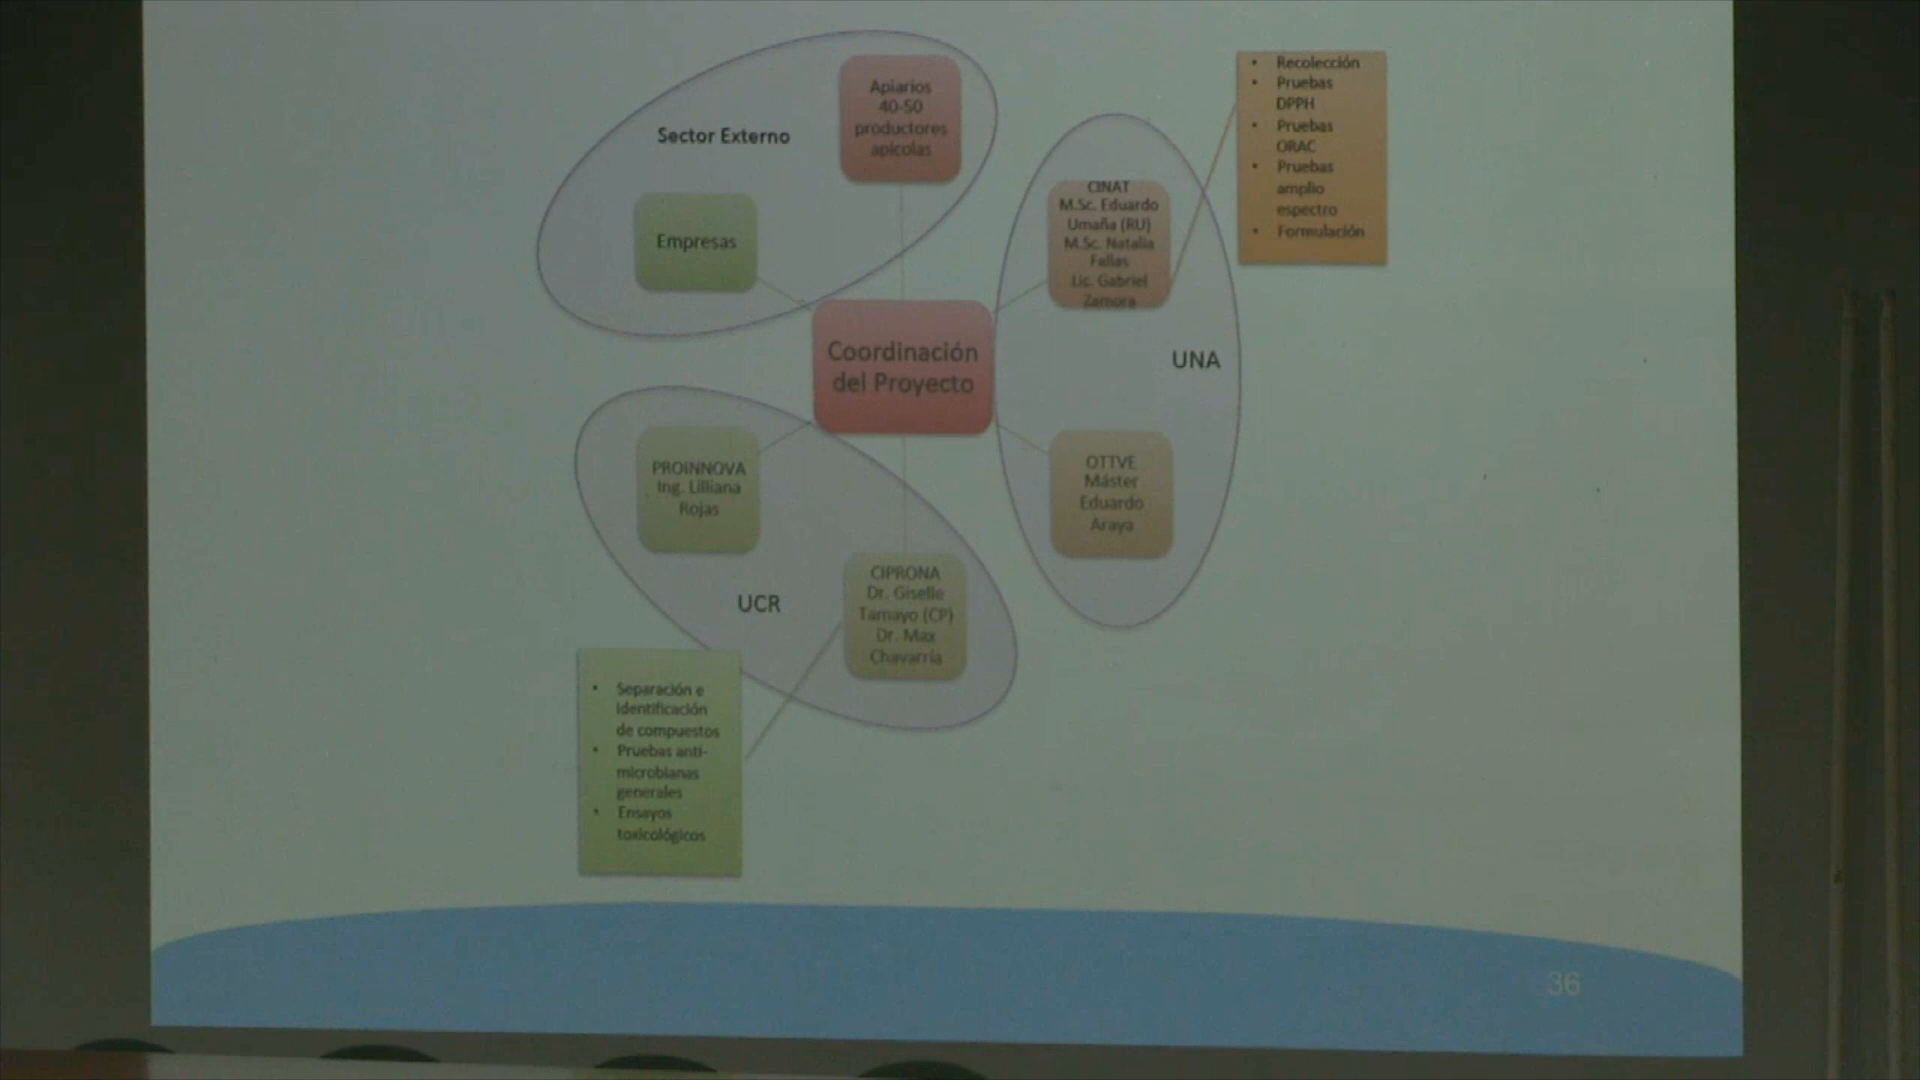 Sector Externo
Apiarios
40-50
productores
apícolas
Empresas
Coordinación
del Proyecto
CINAT
M.Sc. Eduardo
Umaña (RU)
M.Sc. Natalia
Fallas
Lic. Gabriel
Zamora
UNA
OTTVE
Máster
Eduardo
Araya
• Recolección
• Pruebas
DPPH
• Pruebas
ORAC
• Pruebas
amplio
espectro
• Formulación
PROINNOVA
Ing. Lilliana
Rojas
UCR
CIPRONA
Dr. Giselle
Tamayo (CP)
Dr. Max
Chavarría
• Separación e
identificación
de compuestos
• Pruebas anti-
microbianas
generales
• Ensayos
toxicológicos
36